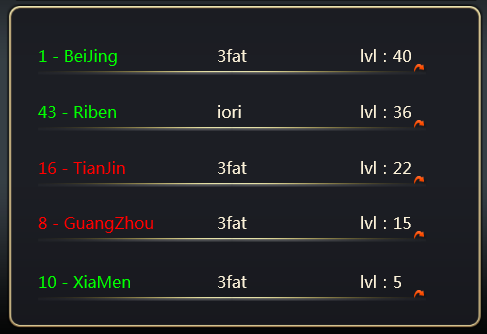 1 - BeiJing 3fat lvl : 40
43 - Riben iori lvl : 36
16 - TianJin 3fat lvl : 22
8 - GuangZhou 3fat lvl : 15
10 - XiaMen 3fat lvl : 5